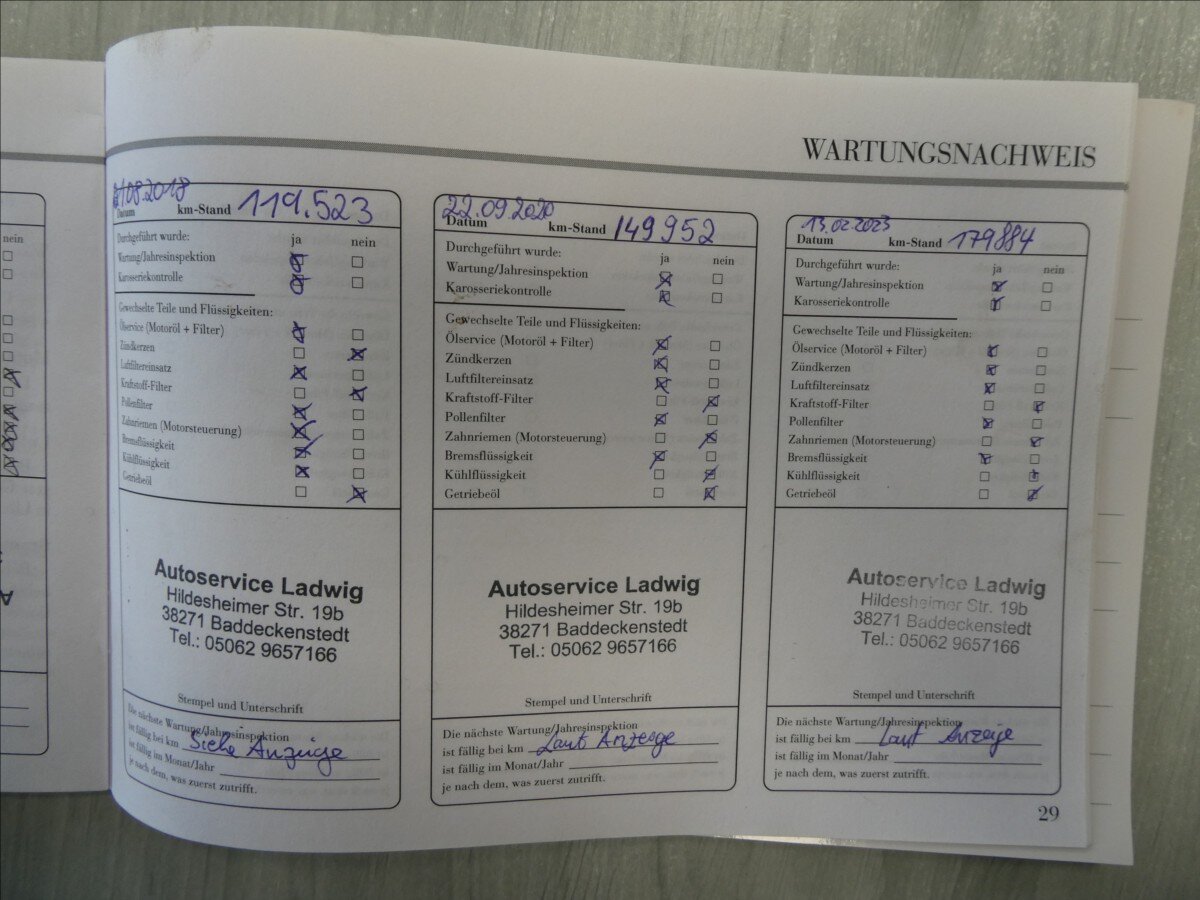 WARTUNGSNACHWEIS
08.2018
Datum km-Stand 119.523
Durchgeführt wurde: ja nein
Wartung/Jahresinspektion
Karosseriekontrolle
Gewechselte Teile und Flüssigkeiten:
Ölservice (Motoröl + Filter)
Zündkerzen
Luftfiltereinsatz
Kraftstoff-Filter
Pollenfilter
Zahnriemen (Motorsteuerung)
Bremsflüssigkeit
Kühlflüssigkeit
Getriebeöl
Autoservice Ladwig
Hildesheimer Str. 19b
38271 Baddeckenstedt
Tel.: 05062 9657166
Stempel und Unterschrift
Die nächste Wartung/Jahresinspektion
ist fällig bei km Siehe Anzeige
ist fällig im Monat/Jahr
je nach dem, was zuerst zutrifft.
22.09.2020
Datum km-Stand 149952
Durchgeführt wurde: ja nein
Wartung/Jahresinspektion
Karosseriekontrolle
Gewechselte Teile und Flüssigkeiten:
Ölservice (Motoröl + Filter)
Zündkerzen
Luftfiltereinsatz
Kraftstoff-Filter
Pollenfilter
Zahnriemen (Motorsteuerung)
Bremsflüssigkeit
Kühlflüssigkeit
Getriebeöl
Autoservice Ladwig
Hildesheimer Str. 19b
38271 Baddeckenstedt
Tel.: 05062 9657166
Stempel und Unterschrift
Die nächste Wartung/Jahresinspektion
ist fällig bei km Laut Anzeige
ist fällig im Monat/Jahr
je nach dem, was zuerst zutrifft.
13.02.2023
Datum km-Stand 179884
Durchgeführt wurde: ja nein
Wartung/Jahresinspektion
Karosseriekontrolle
Gewechselte Teile und Flüssigkeiten:
Ölservice (Motoröl + Filter)
Zündkerzen
Luftfiltereinsatz
Kraftstoff-Filter
Pollenfilter
Zahnriemen (Motorsteuerung)
Bremsflüssigkeit
Kühlflüssigkeit
Getriebeöl
Autoservice Ladwig
Hildesheimer Str. 19b
38271 Baddeckenstedt
Tel.: 05062 9657166
Stempel und Unterschrift
Die nächste Wartung/Jahresinspektion
ist fällig bei km Laut Anzeige
ist fällig im Monat/Jahr
je nach dem, was zuerst zutrifft.
29
nein